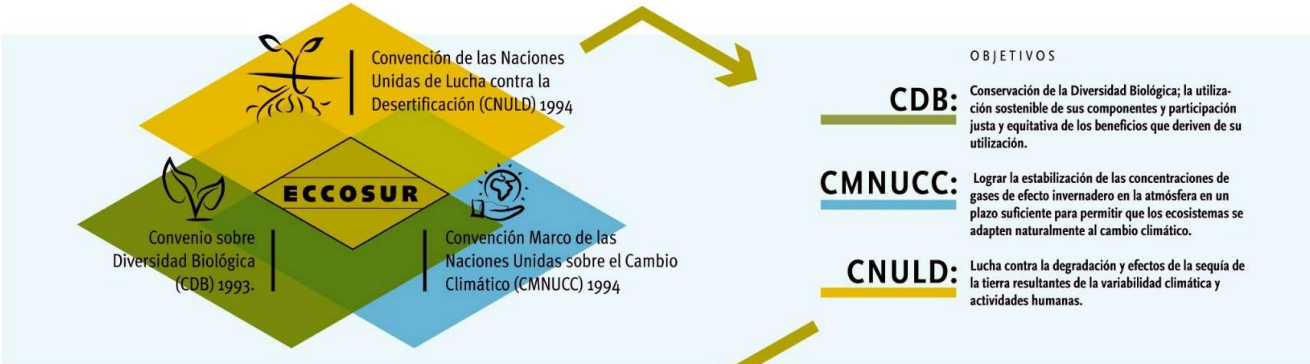 Convención de las Naciones
Unidas de Lucha contra la
Desertificación (CNULD) 1994
ECCOSUR
Convenio sobre
Diversidad Biológica
(CDB) 1993.
Convención Marco de las
Naciones Unidas sobre el Cambio
Climático (CMNUCC) 1994
OBJETIVOS
CDB:
Conservación de la Diversidad Biológica; la utiliza-
ción sostenible de sus componentes y participación
justa y equitativa de los beneficios que deriven de su
utilización.
CMNUCC:
Lograr la estabilización de las concentraciones de
gases de efecto invernadero en la atmósfera en un
plazo suficiente para permitir que los ecosistemas se
adapten naturalmente al cambio climático.
CNULD:
Lucha contra la degradación y efectos de la sequía de
la tierra resultantes de la variabilidad climática y
actividades humanas.